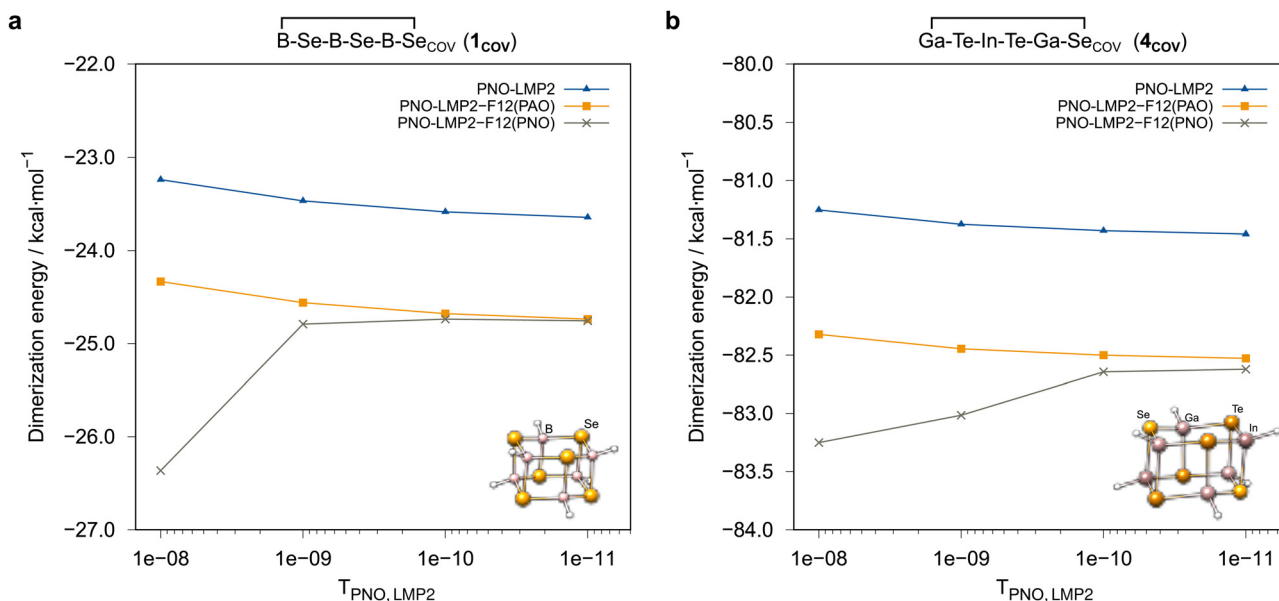 a
B-Se-B-Se-B-SeCOV (1COV)
−22.0
−23.0
−24.0
−25.0
−26.0
−27.0
Dimerization energy / kcal·mol−1
PNO-LMP2
PNO-LMP2−F12(PAO)
PNO-LMP2−F12(PNO)
B
Se
1e−08
1e−09
1e−10
1e−11
TPNO, LMP2
b
Ga-Te-In-Te-Ga-SeCOV (4COV)
−80.0
−80.5
−81.0
−81.5
−82.0
−82.5
−83.0
−83.5
−84.0
Dimerization energy / kcal·mol−1
PNO-LMP2
PNO-LMP2−F12(PAO)
PNO-LMP2−F12(PNO)
Se
Ga
Te
In
1e−08
1e−09
1e−10
1e−11
TPNO, LMP2